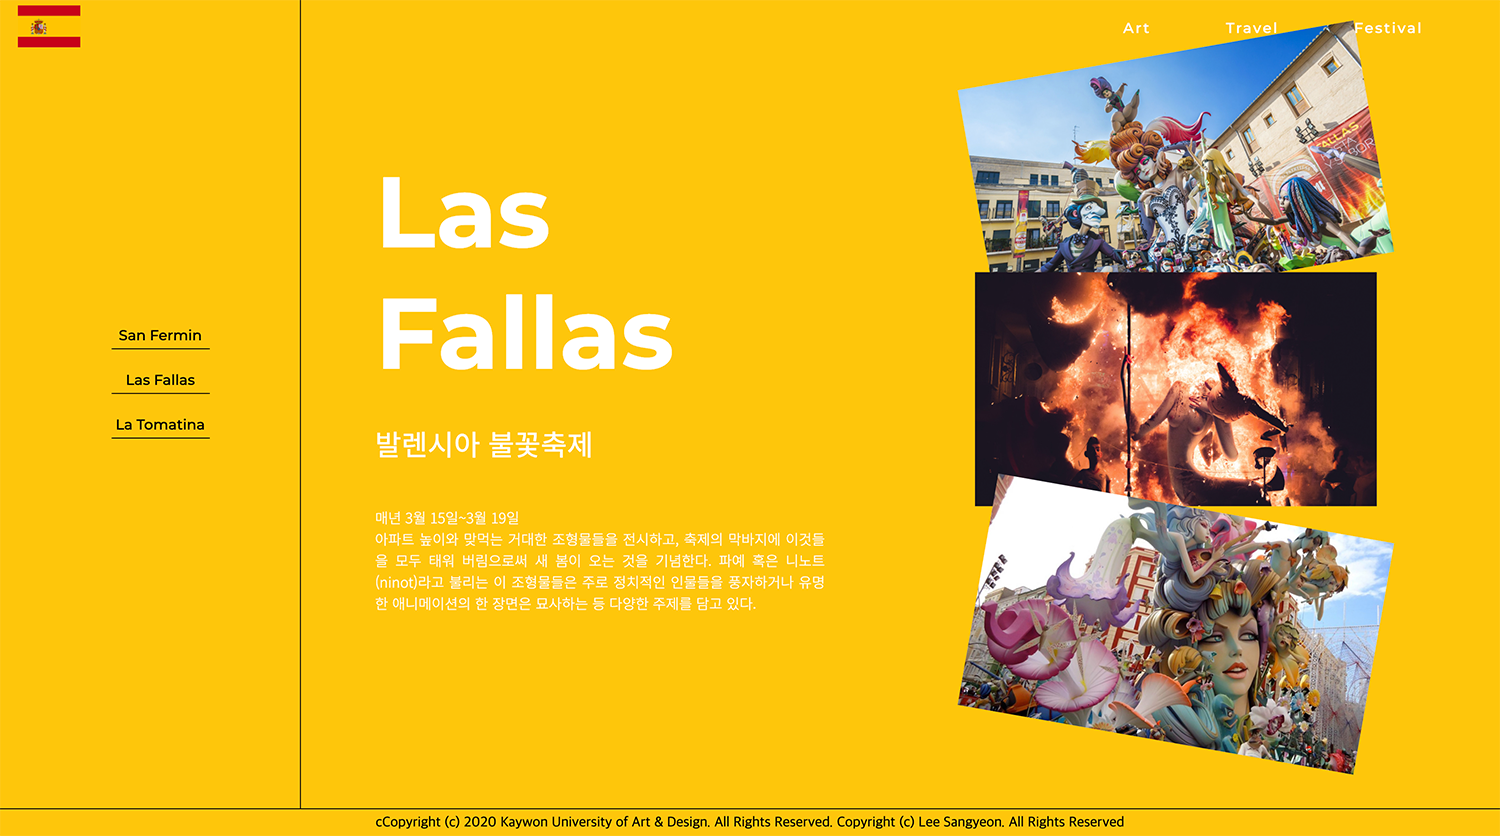 Art Travel Festival
Las
Fallas
San Fermin
Las Fallas
La Tomatina
발렌시아 불꽃축제
매년 3월 15일~3월 19일
아파트 높이와 맞먹는 거대한 조형물들을 전시하고, 축제의 막바지에 이것들
을 모두 태워 버림으로써 새 봄이 오는 것을 기념한다. 파예 혹은 니노트
(ninot)라고 불리는 이 조형물들은 주로 정치적인 인물들을 풍자하거나 유명
한 애니메이션의 한 장면은 묘사하는 등 다양한 주제를 담고 있다.
FALLAS
cCopyright (c) 2020 Kaywon University of Art & Design. All Rights Reserved. Copyright (c) Lee Sangyeon. All Rights Reserved